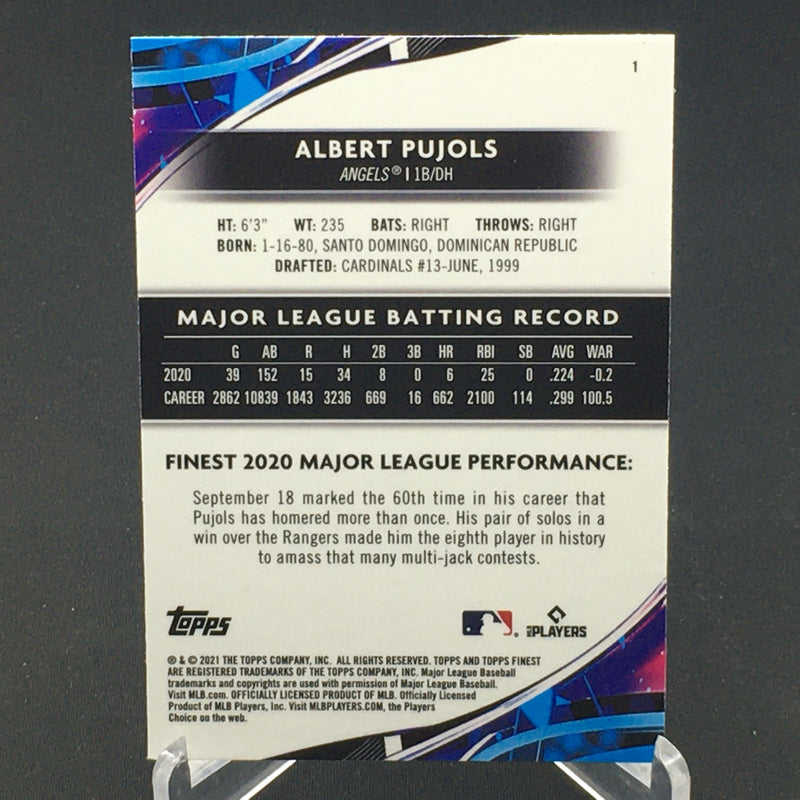 1
ALBERT PUJOLS
ANGELS® | 1B/DH
HT: 6'3" WT: 235 BATS: RIGHT THROWS: RIGHT
BORN: 1-16-80, SANTO DOMINGO, DOMINICAN REPUBLIC
DRAFTED: CARDINALS #13-JUNE, 1999
MAJOR LEAGUE BATTING RECORD
G AB R H 2B 3B HR RBI SB AVG WAR
2020 39 152 15 34 8 0 6 25 0 .224 -0.2
CAREER 2862 10839 1843 3236 669 16 662 2100 114 .299 100.5
FINEST 2020 MAJOR LEAGUE PERFORMANCE:
September 18 marked the 60th time in his career that
Pujols has homered more than once. His pair of solos in a
win over the Rangers made him the eighth player in history
to amass that many multi-jack contests.
Topps
MLB PLAYERS
® & © 2021 THE TOPPS COMPANY, INC. ALL RIGHTS RESERVED. TOPPS AND TOPPS FINEST
ARE REGISTERED TRADEMARKS OF THE TOPPS COMPANY, INC. Major League Baseball
trademarks and copyrights are used with permission of Major League Baseball.
Visit MLB.com. OFFICIALLY LICENSED PRODUCT OF MLB. Officially Licensed
Product of MLB Players, Inc. Visit MLBPLAYERS.COM, the Players
Choice on the web.